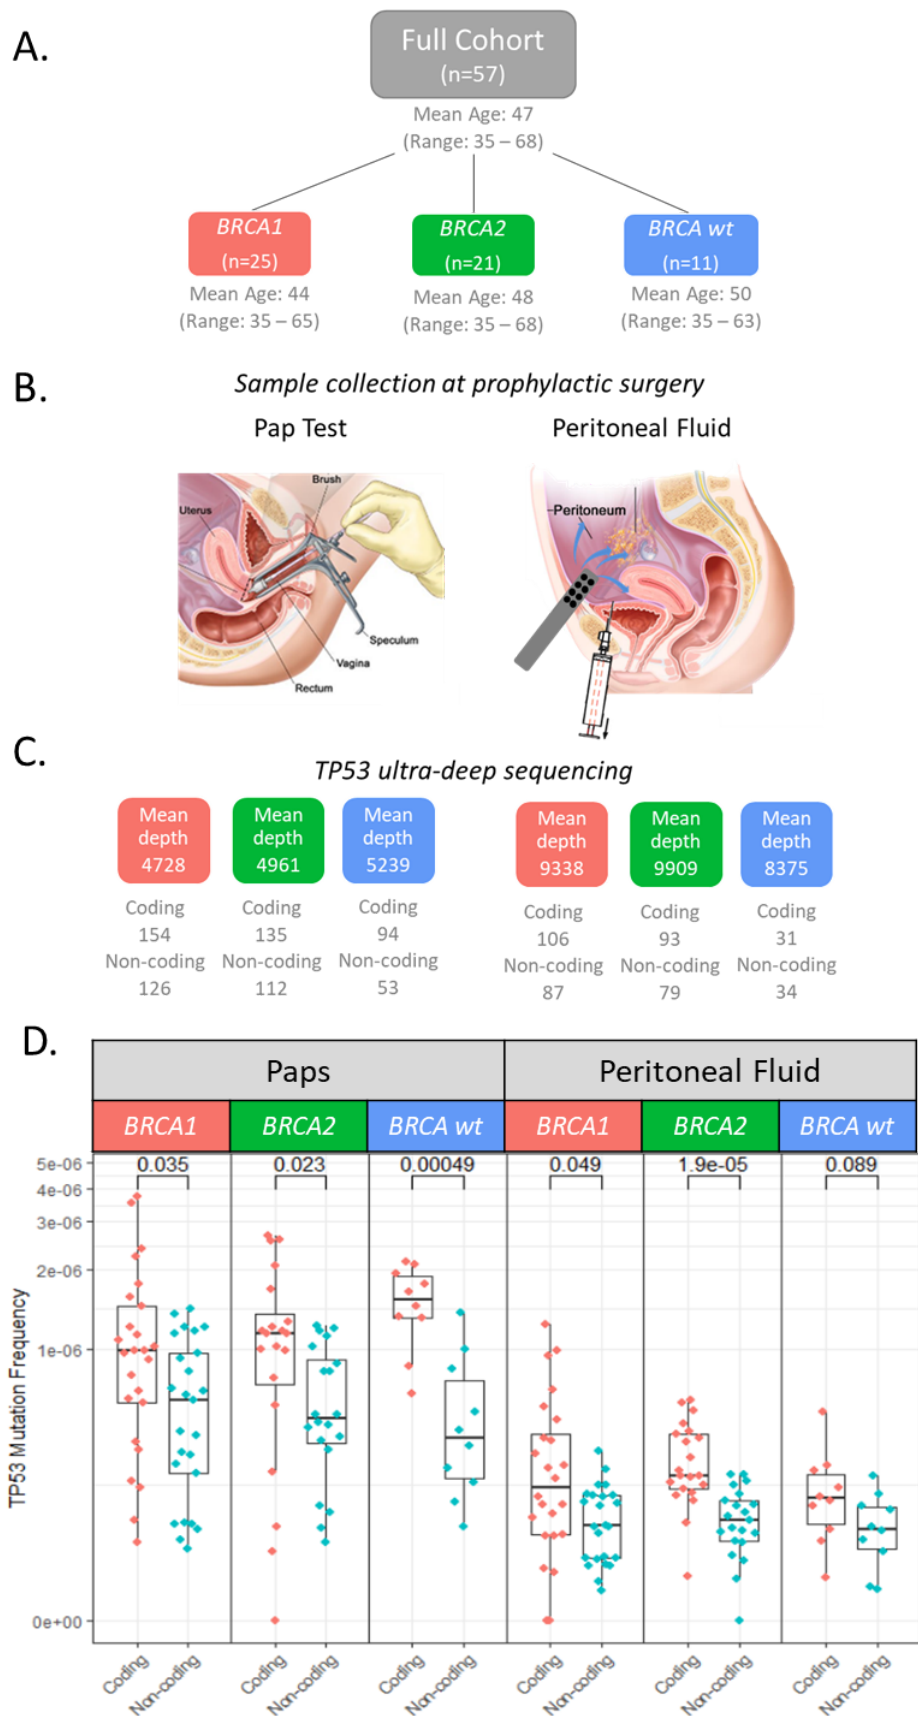 A.
Full Cohort
(n=57)
Mean Age: 47
(Range: 35 – 68)
BRCA1
(n=25)
BRCA2
(n=21)
BRCA wt
(n=11)
Mean Age: 44
(Range: 35 – 65)
Mean Age: 48
(Range: 35 – 68)
Mean Age: 50
(Range: 35 – 63)
B.
Sample collection at prophylactic surgery
Pap Test
Peritoneal Fluid
Brush
Uterus
Speculum
Vagina
Rectum
Peritoneum
C.
TP53 ultra-deep sequencing
Mean
depth
4728
Mean
depth
4961
Mean
depth
5239
Mean
depth
9338
Mean
depth
9909
Mean
depth
8375
Coding
154
Non-coding
126
Coding
135
Non-coding
112
Coding
94
Non-coding
53
Coding
106
Non-coding
87
Coding
93
Non-coding
79
Coding
31
Non-coding
34
D.
Paps
Peritoneal Fluid
BRCA1
BRCA2
BRCA wt
BRCA1
BRCA2
BRCA wt
0.035
0.023
0.00049
0.049
1.9e-05
0.089
TP53 Mutation Frequency
5e-06
4e-06
3e-06
2e-06
1e-06
0e+00
Coding
Non-coding
Coding
Non-coding
Coding
Non-coding
Coding
Non-coding
Coding
Non-coding
Coding
Non-coding